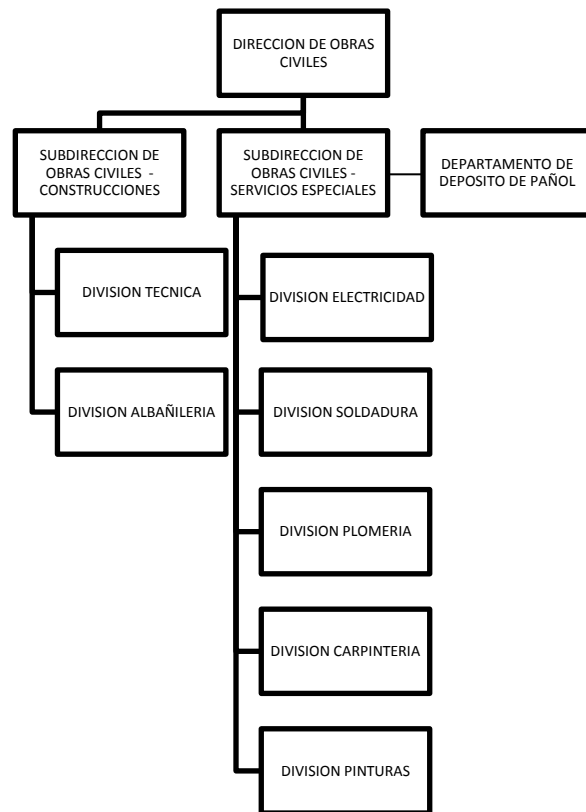 DIRECCION DE OBRAS
CIVILES
SUBDIRECCION DE
OBRAS CIVILES -
CONSTRUCCIONES
SUBDIRECCION DE
OBRAS CIVILES -
SERVICIOS ESPECIALES
DEPARTAMENTO DE
DEPOSITO DE PAÑOL
DIVISION TECNICA
DIVISION ALBAÑILERIA
DIVISION ELECTRICIDAD
DIVISION SOLDADURA
DIVISION PLOMERIA
DIVISION CARPINTERIA
DIVISION PINTURAS